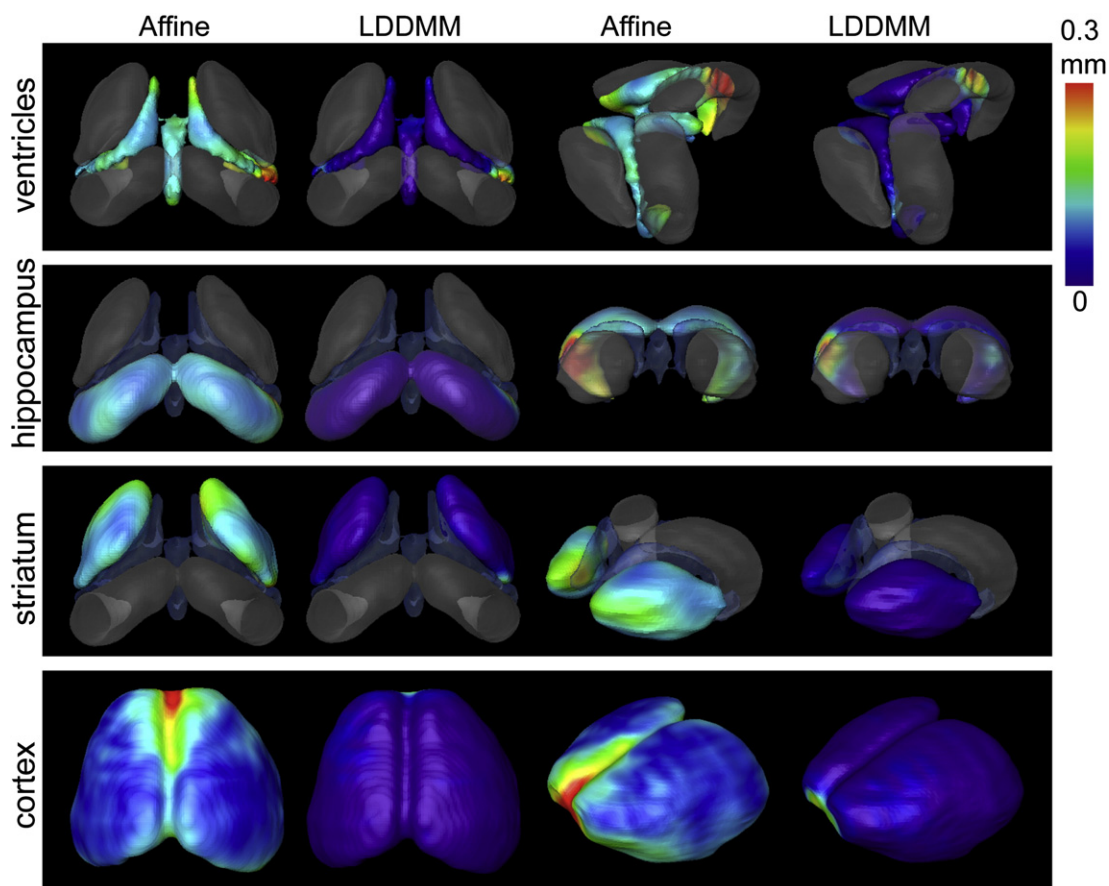 Affine LDDMM Affine LDDMM
0.3
mm
ventricles
0
hippocampus
striatum
cortex